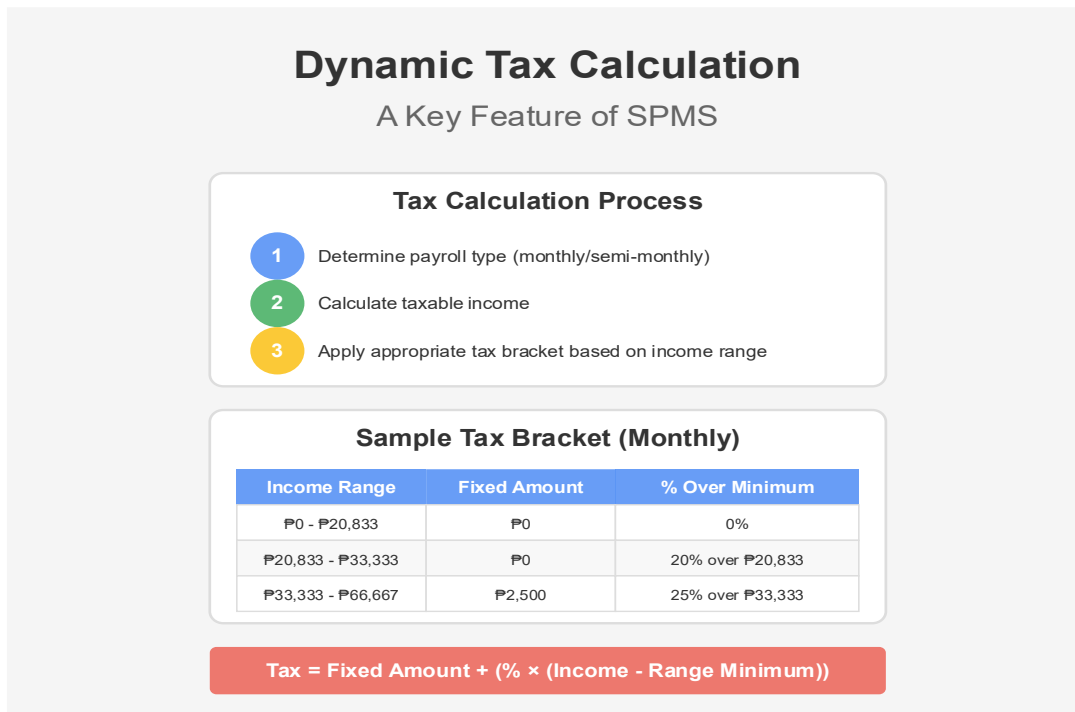 Dynamic Tax Calculation
A Key Feature of SPMS
Tax Calculation Process
1 Determine payroll type (monthly/semi-monthly)
2 Calculate taxable income
3 Apply appropriate tax bracket based on income range
Sample Tax Bracket (Monthly)
Income Range Fixed Amount % Over Minimum
₱0 - ₱20,833 ₱0 0%
₱20,833 - ₱33,333 ₱0 20% over ₱20,833
₱33,333 - ₱66,667 ₱2,500 25% over ₱33,333
Tax = Fixed Amount + (% × (Income - Range Minimum))